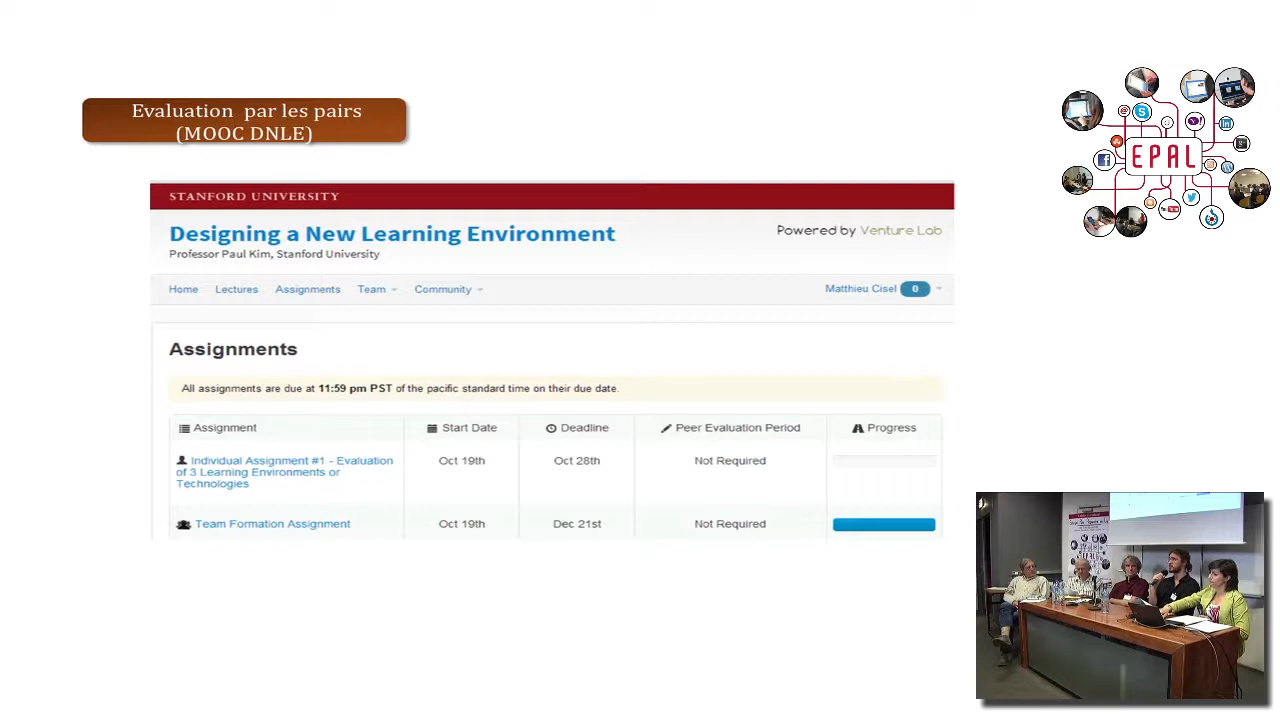 Evaluation par les pairs
(MOOC DNLE)
EPAL
STANFORD UNIVERSITY
Designing a New Learning Environment
Powered by Venture Lab
Professor Paul Kim, Stanford University
Home Lectures Assignments Team Community Matthieu Cisel 0
Assignments
All assignments are due at 11:59 pm PST of the pacific standard time on their due date.
Assignment Start Date Deadline Peer Evaluation Period Progress
Individual Assignment #1 - Evaluation
of 3 Learning Environments or
Technologies
Oct 19th Oct 28th Not Required
Team Formation Assignment Oct 19th Dec 21st Not Required